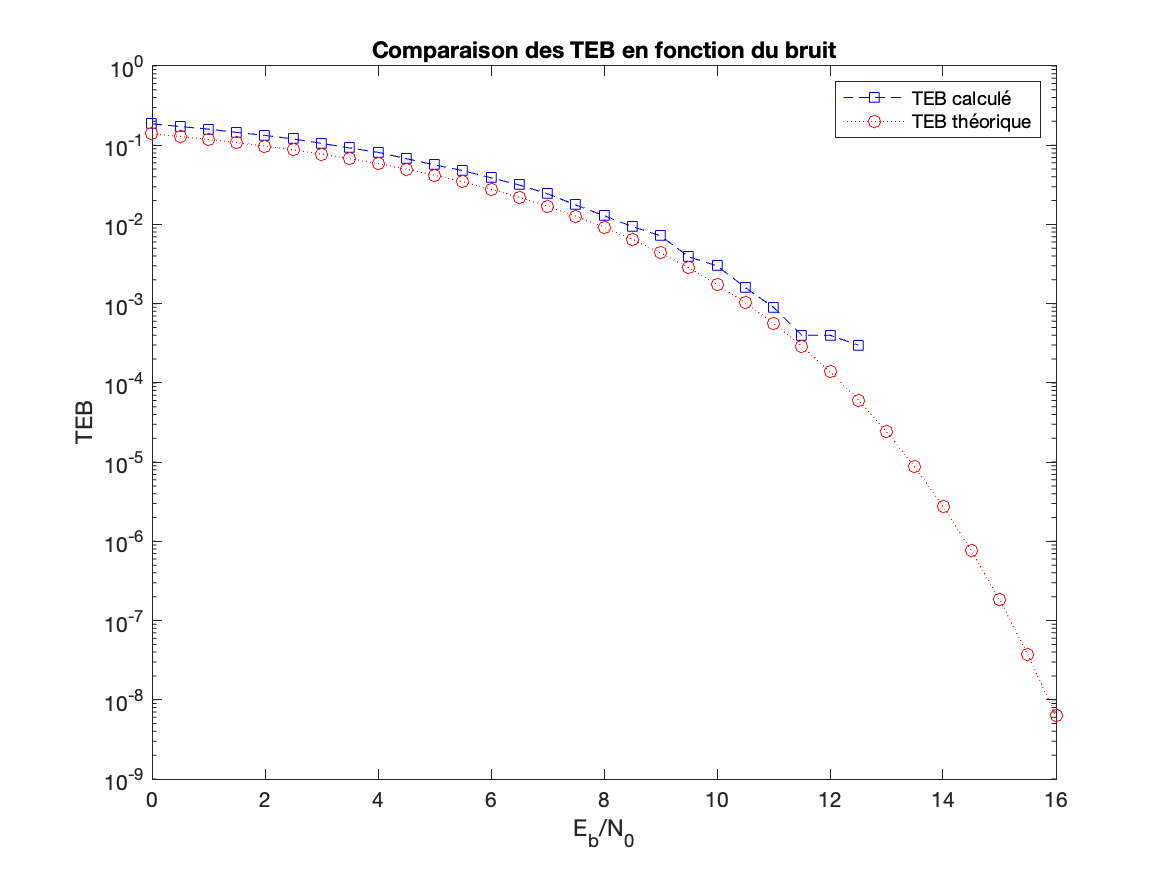 Comparaison des TEB en fonction du bruit
TEB calculé
TEB théorique
10^0
10^-1
10^-2
10^-3
10^-4
10^-5
10^-6
10^-7
10^-8
10^-9
TEB
0 2 4 6 8 10 12 14 16
E_b/N_0